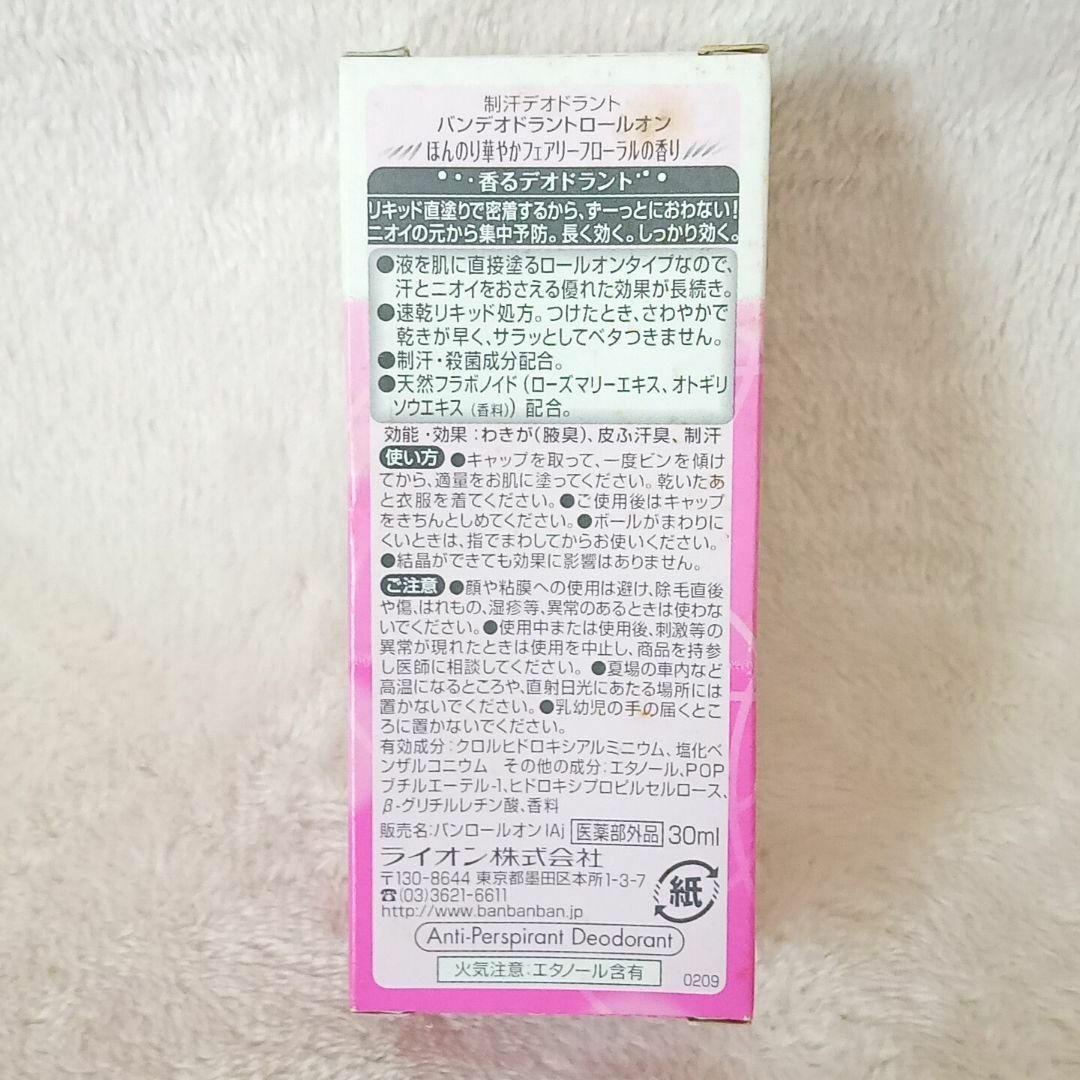 制汗デオドラント
バンデオドラントロールオン
ほんのり華やかフェアリーフローラルの香り
香るデオドラント
リキッド直塗りで密着するから、ずーっとにおわない!
ニオイの元から集中予防。長く効く。しっかり効く。
●液を肌に直接塗るロールオンタイプなので、
汗とニオイをおさえる優れた効果が長続き。
●速乾リキッド処方。つけたとき、さわやかで
乾きが早く、サラッとしてベタつきません。
●制汗・殺菌成分配合。
●天然フラボノイド(ローズマリーエキス、オトギリ
ソウエキス(香料))配合。
効能・効果:わきが(腋臭)、皮ふ汗臭、制汗
使い方 ●キャップを取って、一度ビンを傾け
てから、適量をお肌に塗ってください。乾いたあ
と衣服を着てください。●ご使用後はキャップ
をきちんとしめてください。●ボールがまわりに
くいときは、指でまわしてからお使いください。
●結晶ができても効果に影響はありません。
ご注意 ●顔や粘膜への使用は避け、除毛直後
や傷、はれもの、湿疹等、異常のあるときは使わな
いでください。●使用中または使用後、刺激等の
異常が現れたときは使用を中止し、商品を持参
し医師に相談してください。●夏場の車内など
高温になるところや、直射日光にあたる場所には
置かないでください。●乳幼児の手の届くとこ
ろに置かないでください。
有効成分:クロルヒドロキシアルミニウム、塩化ベ
ンザルコニウム その他の成分:エタノール、POP
ブチルエーテル-1、ヒドロキシプロピルセルロース、
β-グリチルレチン酸、香料
販売名:バンロールオンIAj 医薬部外品 30ml
ライオン株式会社
〒130-8644 東京都墨田区本所1-3-7
☎(03)3621-6611
http://www.banbanban.jp
紙
Anti-Perspirant Deodorant
火気注意:エタノール含有
0209